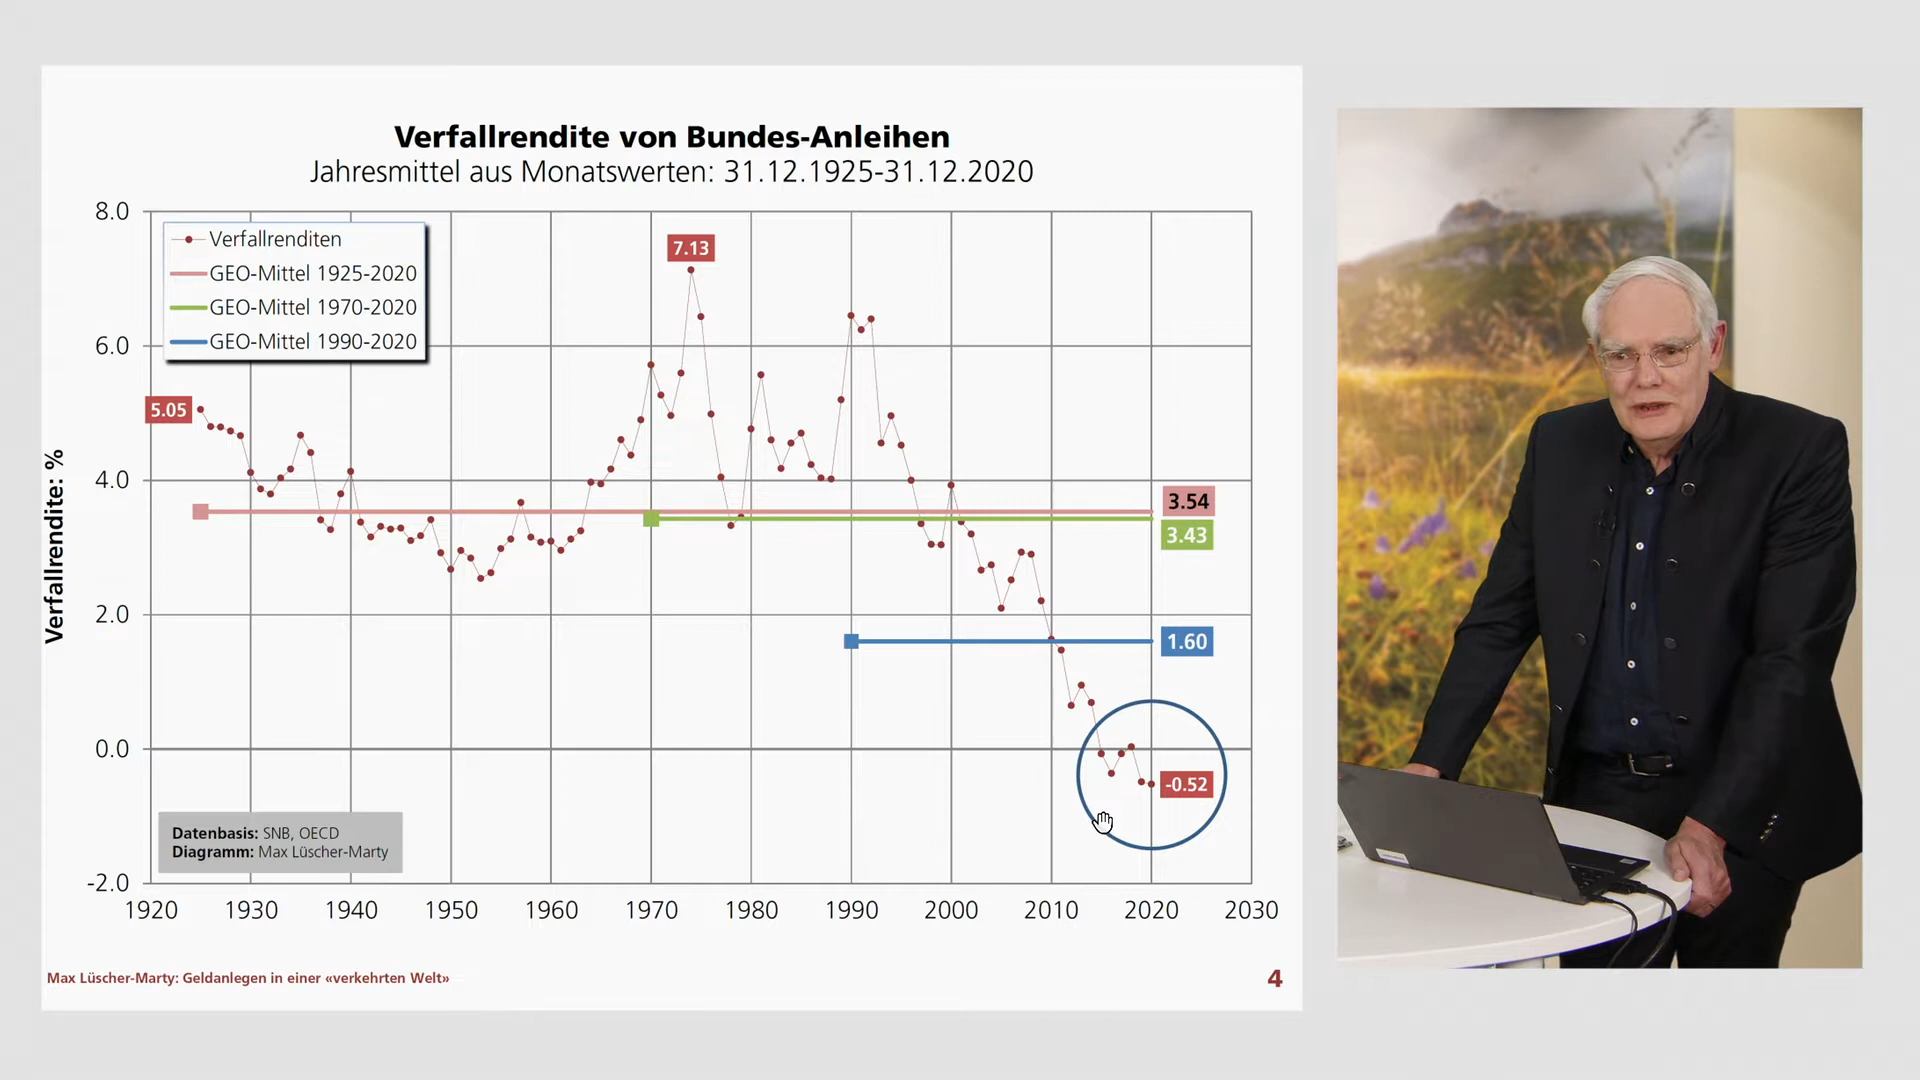 Verfallrendite von Bundes-Anleihen
Jahresmittel aus Monatswerten: 31.12.1925-31.12.2020
Verfallrendite: %
8.0
6.0
4.0
2.0
0.0
-2.0
Verfallrenditen
GEO-Mittel 1925-2020
GEO-Mittel 1970-2020
GEO-Mittel 1990-2020
7.13
5.05
3.54
3.43
1.60
-0.52
Datenbasis: SNB, OECD
Diagramm: Max Lüscher-Marty
1920 1930 1940 1950 1960 1970 1980 1990 2000 2010 2020 2030
Max Lüscher-Marty: Geldanlegen in einer «verkehrten Welt»
4